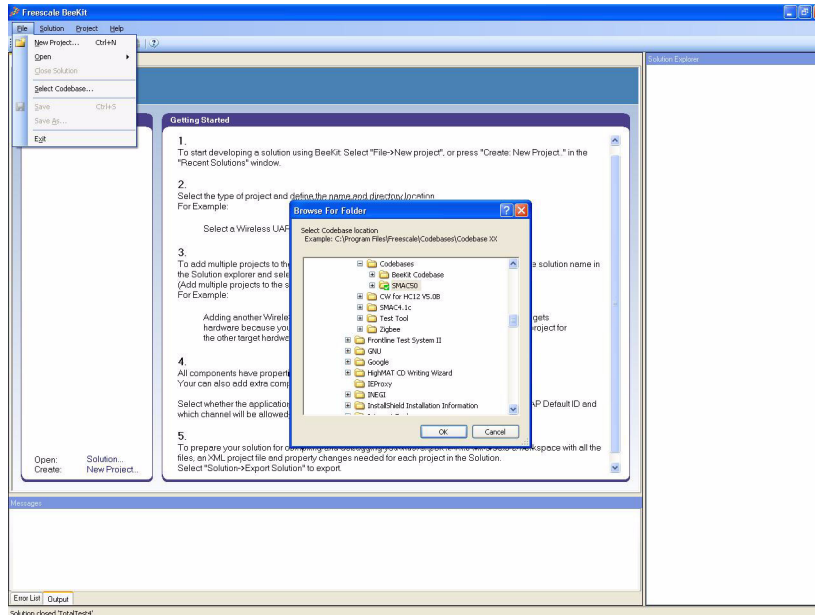 Freescale BeeKit
File Solution Project Help
New Project... Ctrl+N
Open
Close Solution
Select Codebase...
Save Ctrl+S
Save As...
Exit
Solution Explorer
Getting Started
1.
To start developing a solution using BeeKit Select "File->New project", or press "Create: New Project.." in the
"Recent Solutions" window.
2.
Select the type of project and define the name and directory location
For Example:
Select a Wireless UAR
3.
To add multiple projects to the
e solution name in
the Solution explorer and sele
(Add multiple projects to the s
For Example:
Adding another Wirele
gets
hardware because you
roject for
the other target hardwa
4.
All components have propert
Your can also add extra comp
Select whether the application
AP Default ID and
which channel will be allowed
5.
To prepare your solution for
kspace with all the
files, an XML project file and property changes needed for each project in the Solution.
Select "Solution->Export Solution" to export.
Browse For Folder
Select Codebase location
Example: C:\Program Files\Freescale\Codebases\Codebase XX
Codebases
BeeKit Codebase
SMAC50
CW for HC12 V5.0B
SMAC4.1c
Test Tool
Zigbee
Frontline Test System II
GNU
Google
HighMAT CD Writing Wizard
IEProxy
INEGI
InstallShield Installation Information
OK Cancel
Open: Solution...
Create: New Project...
Messages
Error List Output
Solution closed 'TotalTest4'